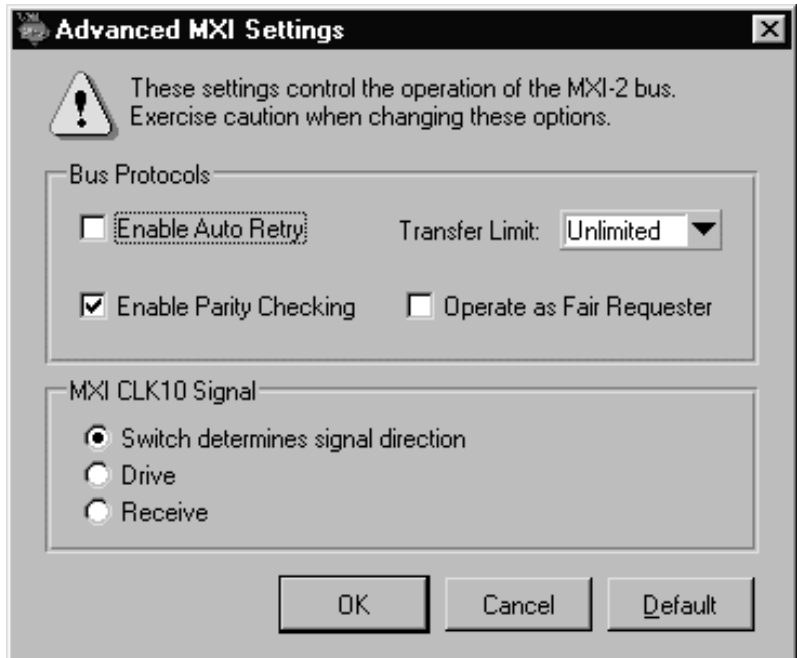 Advanced MXI Settings
These settings control the operation of the MXI-2 bus.
Exercise caution when changing these options.
Bus Protocols
Enable Auto Retry
Transfer Limit: Unlimited
Enable Parity Checking
Operate as Fair Requester
MXI CLK10 Signal
Switch determines signal direction
Drive
Receive
OK
Cancel
Default